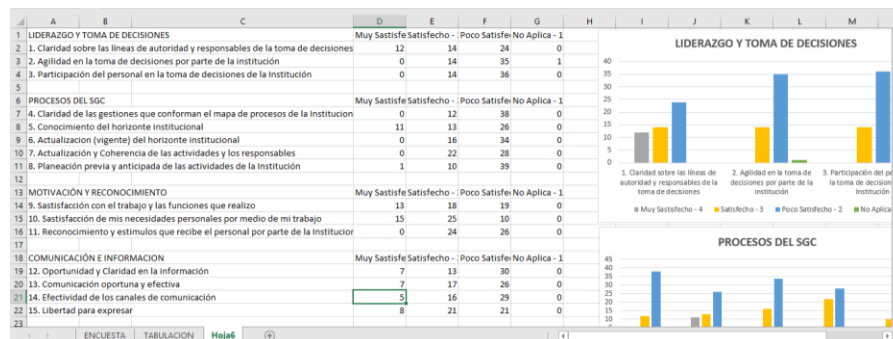 A B C D E F G H I J K L M
1 LIDERAZGO Y TOMA DE DECISIONES Muy Sastisfe Satisfecho - Poco Satisfe No Aplica - 1
2 1. Claridad sobre las líneas de autoridad y responsables de la toma de decisiones 12 14 24 0
3 2. Agilidad en la toma de decisiones por parte de la institución 0 14 35 1
4 3. Participación del personal en la toma de decisiones de la Institución 0 14 36 0
5
6 PROCESOS DEL SGC Muy Sastisfe Satisfecho - Poco Satisfe No Aplica - 1
7 4. Claridad de las gestiones que conforman el mapa de procesos de la Institucion 0 12 38 0
8 5. Conocimiento del horizonte institucional 11 13 26 0
9 6. Actualizacion (vigente) del horizonte institucional 0 16 34 0
10 7. Actualización y Coherencia de las actividades y los responsables 0 22 28 0
11 8. Planeación previa y anticipada de las actividades de la Institución 1 10 39 0
12
13 MOTIVACIÓN Y RECONOCIMIENTO Muy Sastisfe Satisfecho - Poco Satisfe No Aplica - 1
14 9. Sastisfacción con el trabajo y las funciones que realizo 13 18 19 0
15 10. Sastisfacción de mis necesidades personales por medio de mi trabajo 15 25 10 0
16 11. Reconocimiento y estimulos que recibe el personal por parte de la Institucior 0 24 26 0
17
18 COMUNICACIÓN E INFORMACION Muy Sastisfe Satisfecho - Poco Satisfe No Aplica - 1
19 12. Oportunidad y Claridad en la información 7 13 30 0
20 13. Comunicación oportuna y efectiva 7 17 26 0
21 14. Efectividad de los canales de comunicación 5 16 29 0
22 15. Libertad para expresar 8 21 21 0
23
LIDERAZGO Y TOMA DE DECISIONES
40
35
30
25
20
15
10
5
0
1. Claridad sobre las líneas de autoridad y responsables de la toma de decisiones
2. Agilidad en la toma de decisiones por parte de la institución
3. Participación del pe la toma de decision Institución
Muy Sastisfecho - 4 Satisfecho - 3 Poco Satisfecho - 2 No Aplica
PROCESOS DEL SGC
45
40
35
30
25
20
15
10
ENCUESTA TABULACION Hoja6